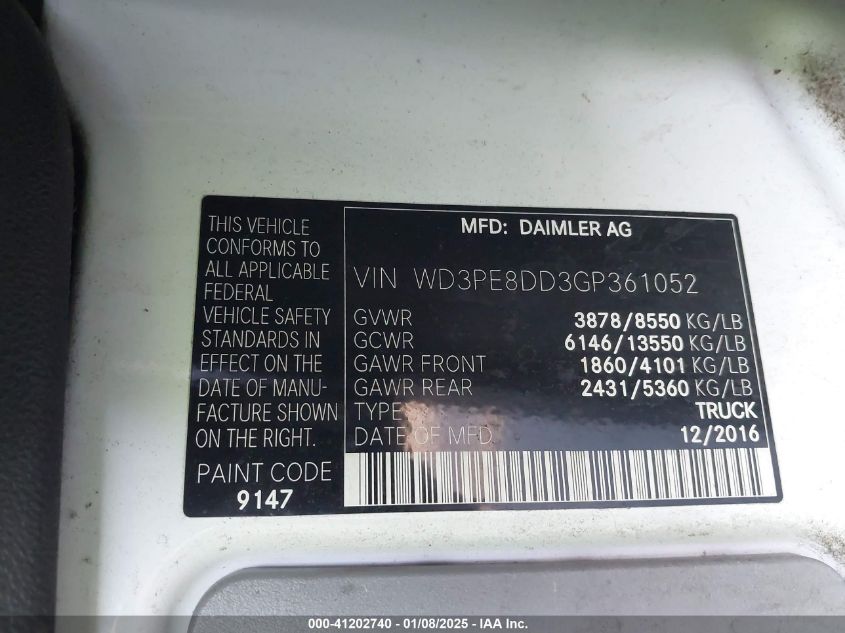 THIS VEHICLE
CONFORMS TO
ALL APPLICABLE
FEDERAL
VEHICLE SAFETY
STANDARDS IN
EFFECT ON THE
DATE OF MANU-
FACTURE SHOWN
ON THE RIGHT.
PAINT CODE
9147
MFD: DAIMLER AG
VIN WD3PE8DD3GP361052
GVWR 3878/8550 KG/LB
GCWR 6146/13550 KG/LB
GAWR FRONT 1860/4101 KG/LB
GAWR REAR 2431/5360 KG/LB
TYPE TRUCK
DATE OF MFD 12/2016
000-41202740 - 01/08/2025 - IAA, Inc.